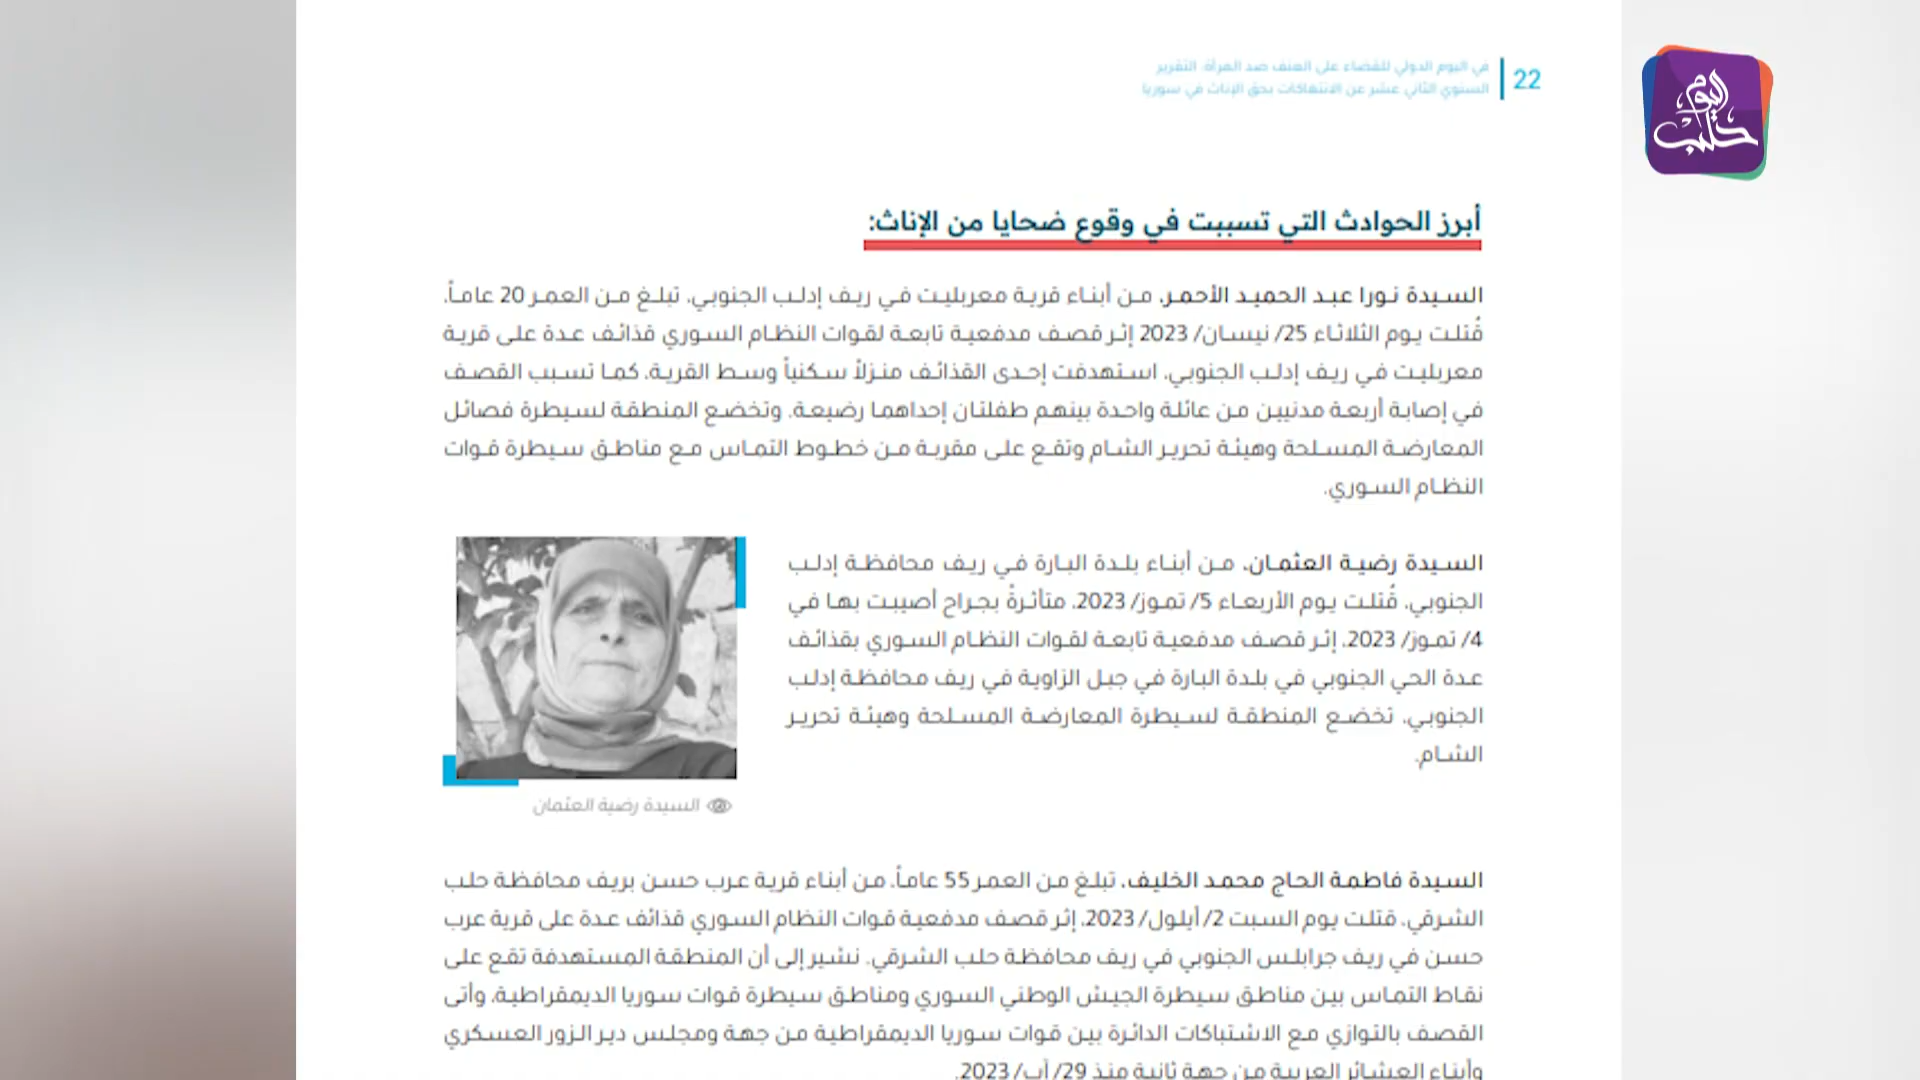 22
في اليوم الدولي للقضاء على العنف ضد المرأة: التقرير
السنوي الثاني عشر عن الانتهاكات بحق الإناث في سوريا
حلب اليوم
أبرز الحوادث التي تسببت في وقوع ضحايا من الإناث:
السيدة نورا عبد الحميد الأحمر، من أبناء قرية معربليت في ريف إدلب الجنوبي، تبلغ من العمر 20 عاماً،
قُتلت يوم الثلاثاء 25/ نيسان/ 2023 إثر قصف مدفعية تابعة لقوات النظام السوري قذائف عدة على قرية
معربليت في ريف إدلب الجنوبي، استهدفت إحدى القذائف منزلاً سكنياً وسط القرية، كما تسبب القصف
في إصابة أربعة مدنيين من عائلة واحدة بينهم طفلتان إحداهما رضيعة. وتخضع المنطقة لسيطرة فصائل
المعارضة المسلحة وهيئة تحرير الشام وتقع على مقربة من خطوط التماس مع مناطق سيطرة قوات
النظام السوري.
السيدة رضية العثمان، من أبناء بلدة البارة في ريف محافظة إدلب
الجنوبي، قُتلت يوم الأربعاء 5/ تموز/ 2023، متأثرةً بجراح أصيبت بها في
4/ تموز/ 2023، إثر قصف مدفعية تابعة لقوات النظام السوري بقذائف
عدة الحي الجنوبي في بلدة البارة في جبل الزاوية في ريف محافظة إدلب
الجنوبي. تخضع المنطقة لسيطرة المعارضة المسلحة وهيئة تحرير
الشام.
السيدة رضية العثمان
السيدة فاطمة الحاج محمد الخليف، تبلغ من العمر 55 عاماً، من أبناء قرية عرب حسن بريف محافظة حلب
الشرقي، قتلت يوم السبت 2/ أيلول/ 2023، إثر قصف مدفعية قوات النظام السوري قذائف عدة على قرية عرب
حسن في ريف جرابلس الجنوبي في ريف محافظة حلب الشرقي. نشير إلى أن المنطقة المستهدفة تقع على
نقاط التماس بين مناطق سيطرة الجيش الوطني السوري ومناطق سيطرة قوات سوريا الديمقراطية، وأتى
القصف بالتوازي مع الاشتباكات الدائرة بين قوات سوريا الديمقراطية من جهة ومجلس دير الزور العسكري
وأبناء العشائر العربية من جهة ثانية منذ 29/ آب/ 2023.